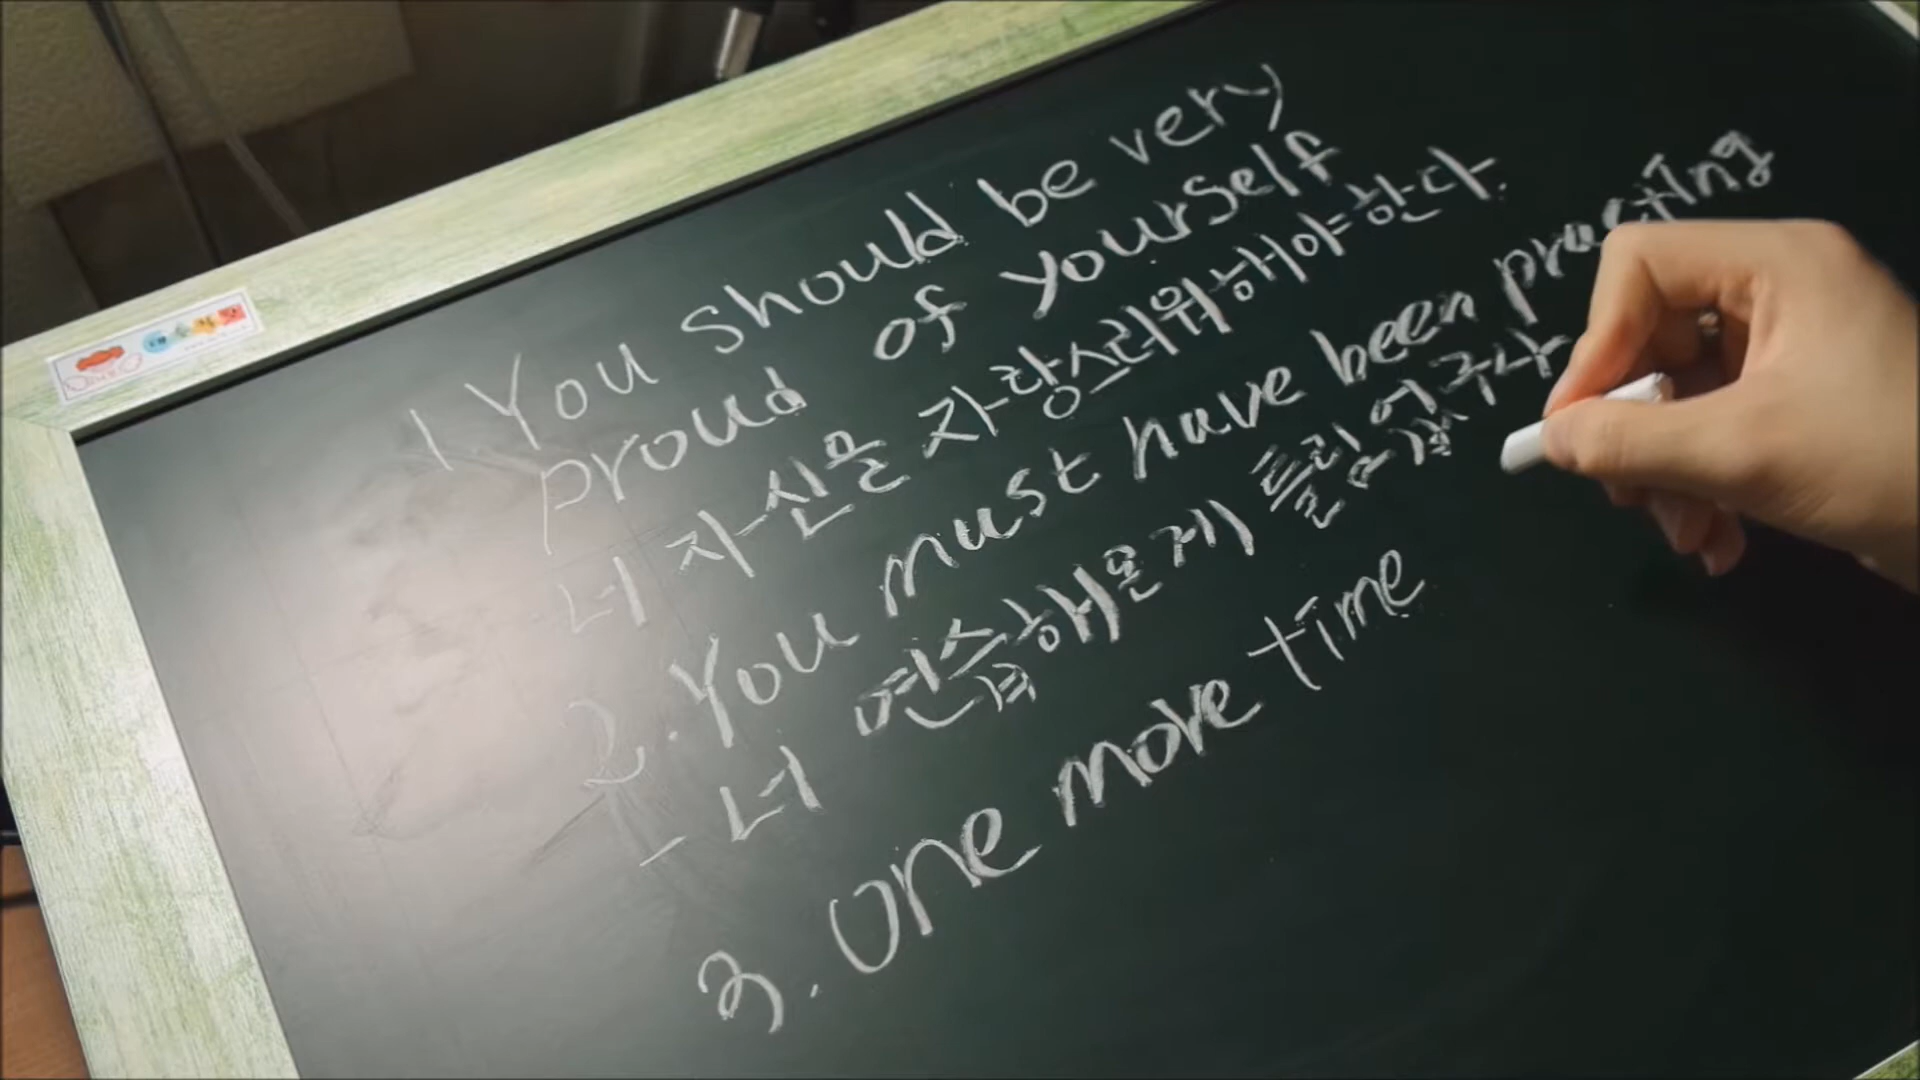 1 You should be very
proud of yourself
너 자신을 자랑스러워해야 한다.
2. You must have been practing
- 너 연습해온게 틀림없었구나
3. One more time